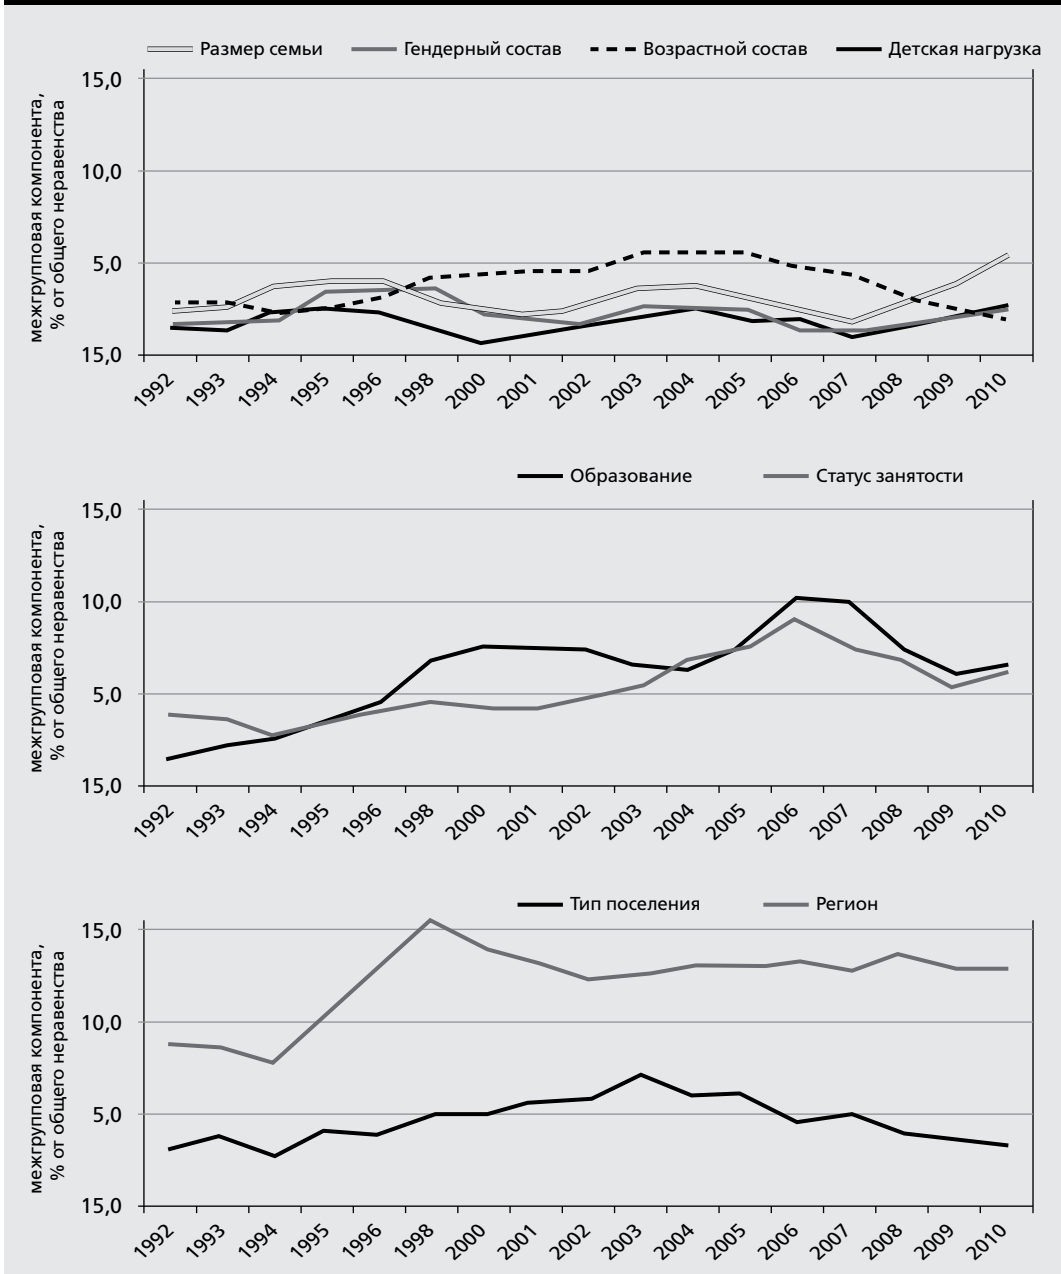 Размер семьи Гендерный состав Возрастной состав Детская нагрузка
межгрупповая компонента,
% от общего неравенства
15,0
10,0
5,0
15,0
1992 1993 1994 1995 1996 1998 2000 2001 2002 2003 2004 2005 2006 2007 2008 2009 2010
Образование Статус занятости
межгрупповая компонента,
% от общего неравенства
15,0
10,0
5,0
15,0
1992 1993 1994 1995 1996 1998 2000 2001 2002 2003 2004 2005 2006 2007 2008 2009 2010
Тип поселения Регион
межгрупповая компонента,
% от общего неравенства
15,0
10,0
5,0
15,0
1992 1993 1994 1995 1996 1998 2000 2001 2002 2003 2004 2005 2006 2007 2008 2009 2010